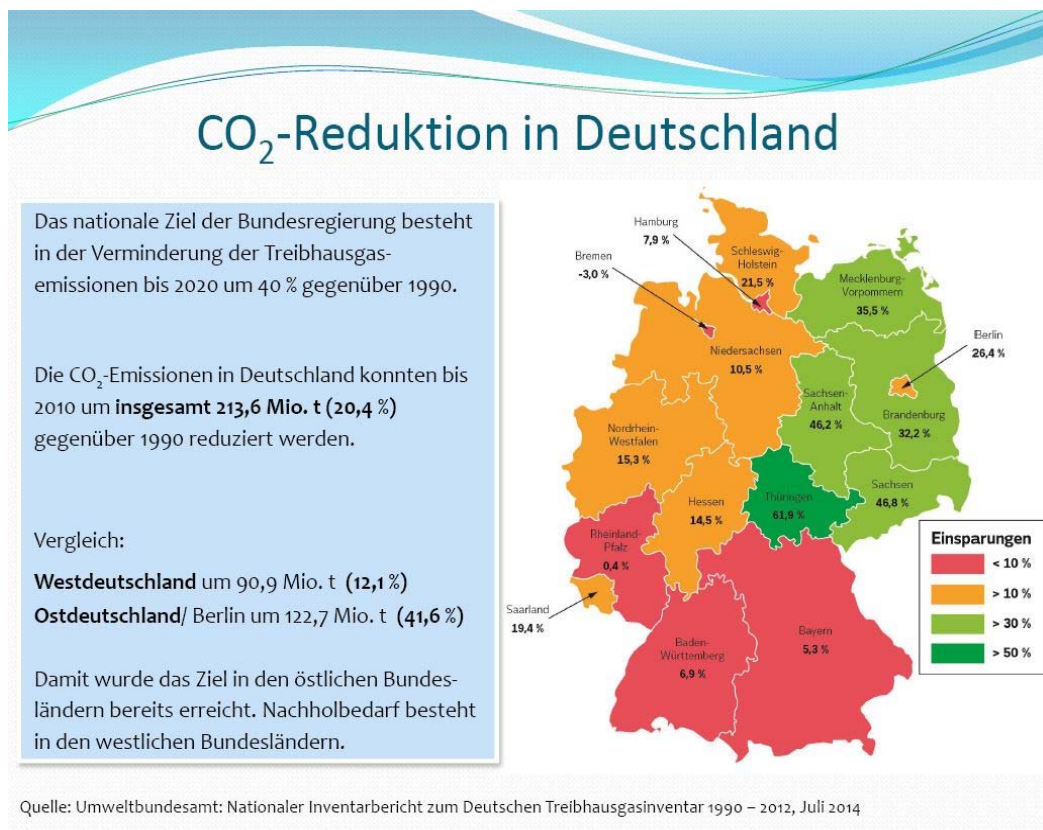 CO₂-Reduktion in Deutschland
Das nationale Ziel der Bundesregierung besteht
in der Verminderung der Treibhausgas-
emissionen bis 2020 um 40 % gegenüber 1990.
Die CO₂-Emissionen in Deutschland konnten bis
2010 um insgesamt 213,6 Mio. t (20,4 %)
gegenüber 1990 reduziert werden.
Vergleich:
Westdeutschland um 90,9 Mio. t (12,1 %)
Ostdeutschland/ Berlin um 122,7 Mio. t (41,6 %)
Damit wurde das Ziel in den östlichen Bundes-
ländern bereits erreicht. Nachholbedarf besteht
in den westlichen Bundesländern.
Hamburg
7,9 %
Bremen
-3,0 %
Schleswig-
Holstein
21,5 %
Mecklenburg-
Vorpommern
35,5 %
Berlin
26,4 %
Niedersachsen
10,5 %
Sachsen-
Anhalt
46,2 %
Brandenburg
32,2 %
Nordrhein-
Westfalen
15,3 %
Hessen
14,5 %
Thüringen
61,9 %
Sachsen
46,8 %
Rheinland-
Pfalz
0,4 %
Saarland
19,4 %
Baden-
Württemberg
6,9 %
Bayern
5,3 %
Einsparungen
< 10 %
> 10 %
> 30 %
> 50 %
Quelle: Umweltbundesamt: Nationaler Inventarbericht zum Deutschen Treibhausgasinventar 1990 – 2012, Juli 2014